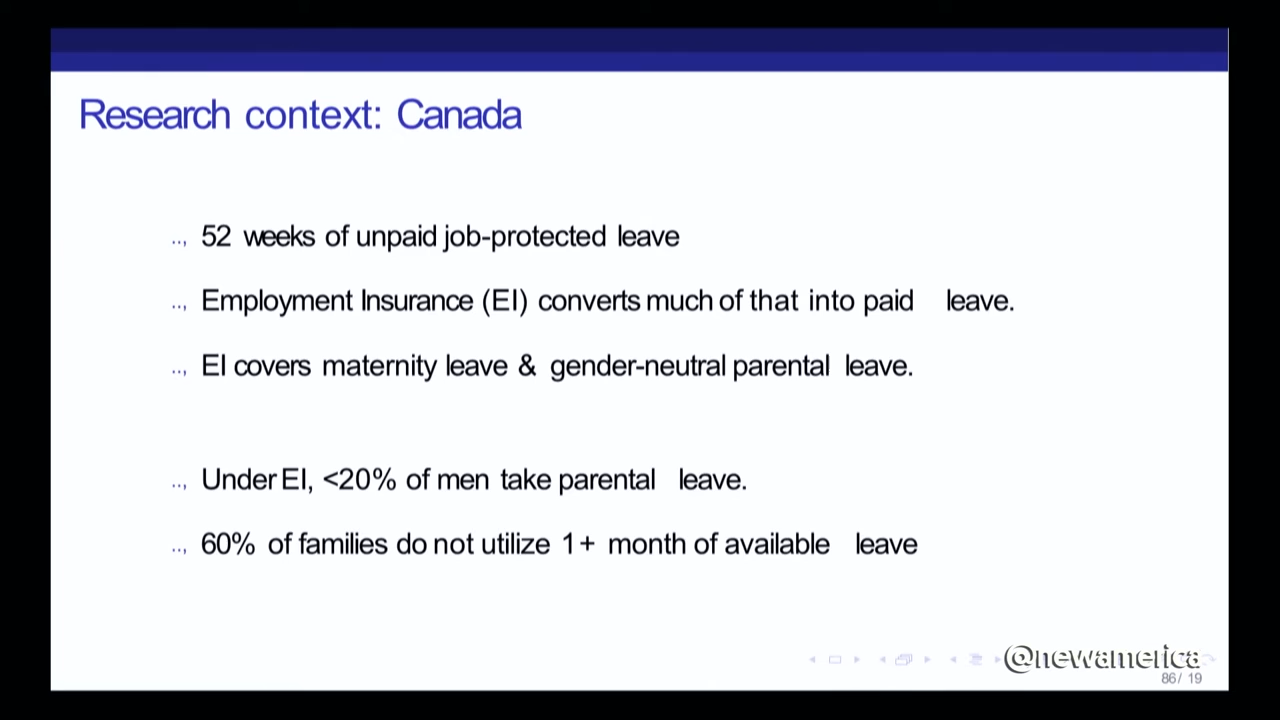 Research context: Canada
.., 52 weeks of unpaid job-protected leave
.., Employment Insurance (EI) converts much of that into paid leave.
.., EI covers maternity leave & gender-neutral parental leave.
.., Under EI, <20% of men take parental leave.
.., 60% of families do not utilize 1+ month of available leave
@newamerica
86/ 19